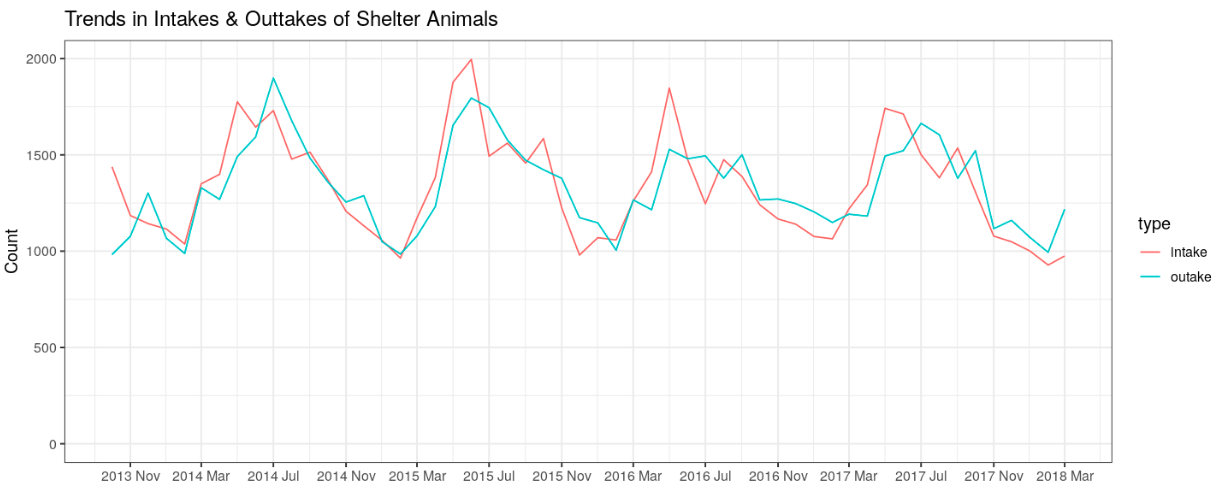 Trends in Intakes & Outtakes of Shelter Animals
Count
2000
1500
1000
500
0
2013 Nov 2014 Mar 2014 Jul 2014 Nov 2015 Mar 2015 Jul 2015 Nov 2016 Mar 2016 Jul 2016 Nov 2017 Mar 2017 Jul 2017 Nov 2018 Mar
type
Intake
outake